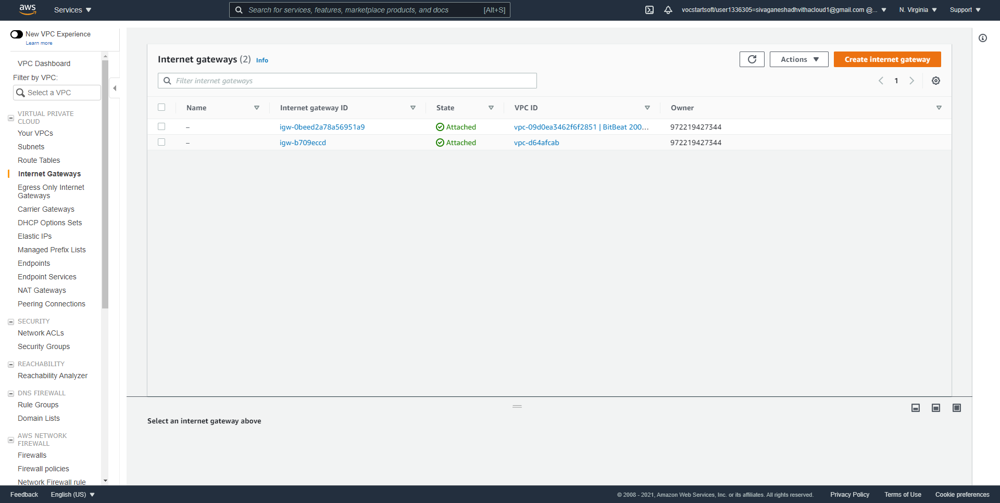 aws
Services
Search for services, features, marketplace products, and docs [Alt+S]
vocstartsoft/user1336305=sivaganeshadhvithacloud1@gmail.com @...
N. Virginia
Support
New VPC Experience
Learn more
VPC Dashboard
Filter by VPC:
Select a VPC
VIRTUAL PRIVATE
CLOUD
Your VPCs
Subnets
Route Tables
Internet Gateways
Egress Only Internet
Gateways
Carrier Gateways
DHCP Options Sets
Elastic IPs
Managed Prefix Lists
Endpoints
Endpoint Services
NAT Gateways
Peering Connections
SECURITY
Network ACLs
Security Groups
REACHABILITY
Reachability Analyzer
DNS FIREWALL
Rule Groups
Domain Lists
AWS NETWORK
FIREWALL
Firewalls
Firewall policies
Network Firewall rule
Internet gateways (2) Info
Actions
Create internet gateway
Filter internet gateways
1
Name Internet gateway ID State VPC ID Owner
– igw-0beed2a78a56951a9 Attached vpc-09d0ea3462f6f2851 | BitBeat 200... 972219427344
– igw-b709eccd Attached vpc-d64afcab 972219427344
Select an internet gateway above
Feedback
English (US)
© 2008 - 2021, Amazon Web Services, Inc. or its affiliates. All rights reserved.
Privacy Policy
Terms of Use
Cookie preferences